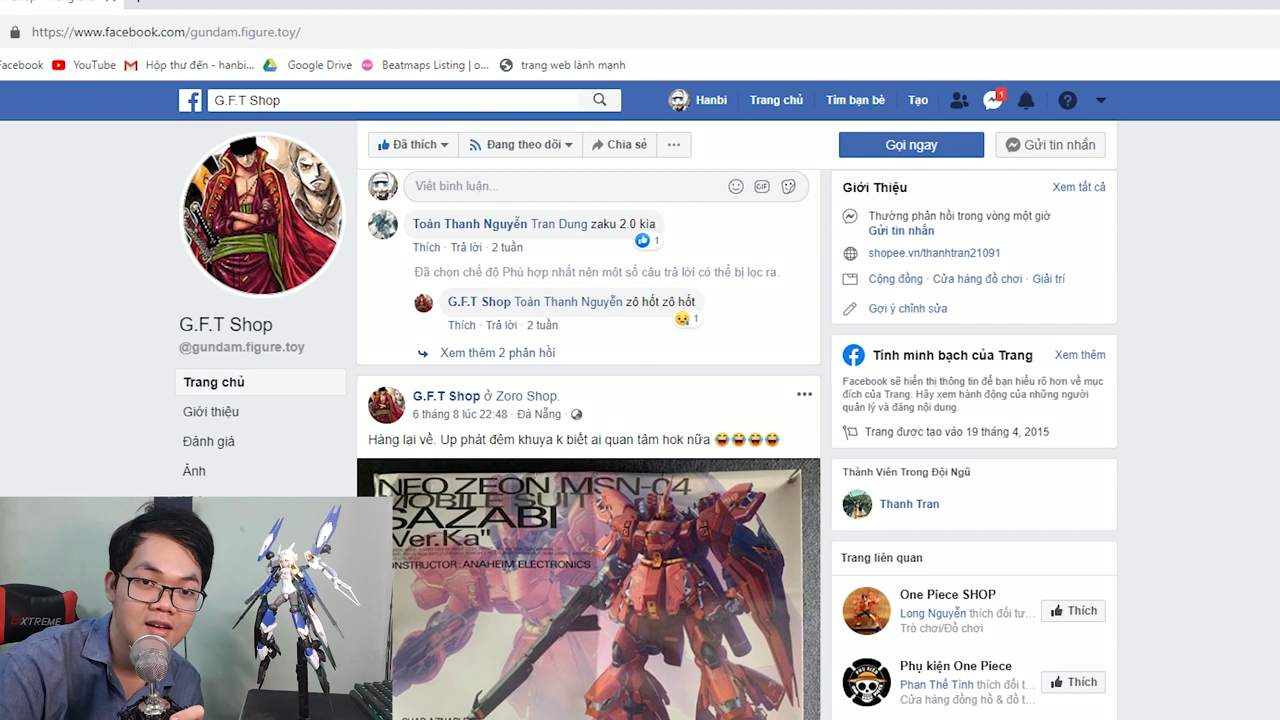 https://www.facebook.com/gundam.figure.toy/
Facebook
YouTube
Hộp thư đến - hanbi...
Google Drive
Beatmaps Listing | o...
trang web lành mạnh
G.F.T Shop
Hanbi
Trang chủ
Tìm bạn bè
Tạo
1
Đã thích
Đang theo dõi
Chia sẻ
Gọi ngay
Gửi tin nhắn
Viết bình luận...
GIF
Toàn Thanh Nguyễn Tran Dung zaku 2.0 kìa
1
Thích · Trả lời · 2 tuần
Đã chọn chế độ Phù hợp nhất nên một số câu trả lời có thể bị lọc ra.
G.F.T Shop Toàn Thanh Nguyễn zô hốt zô hốt
1
Thích · Trả lời · 2 tuần
Xem thêm 2 phản hồi
G.F.T Shop
@gundam.figure.toy
Trang chủ
Giới thiệu
Đánh giá
Ảnh
G.F.T Shop ở Zoro Shop.
6 tháng 8 lúc 22:48 · Đà Nẵng ·
Hàng lại về. Up phát đêm khuya k biết ai quan tâm hok nữa
NEO ZEON MSN-04
MOBILE SUIT
SAZABI
Ver.Ka"
CONSTRUCTOR : ANAHEIM ELECTRONICS
Giới Thiệu
Xem tất cả
Thường phản hồi trong vòng một giờ
Gửi tin nhắn
shopee.vn/thanhtran21091
Cộng đồng · Cửa hàng đồ chơi · Giải trí
Gợi ý chỉnh sửa
Tính minh bạch của Trang
Xem thêm
Facebook sẽ hiển thị thông tin để bạn hiểu rõ hơn về mục
đích của Trang. Hãy xem hành động của những người
quản lý và đăng nội dung.
Trang được tạo vào 19 tháng 4, 2015
Thành Viên Trong Đội Ngũ
Thanh Tran
Trang liên quan
One Piece SHOP
Long Nguyễn thích đối tư...
Trò chơi/Đồ chơi
Thích
Phụ kiện One Piece
Phan Thế Tình thích đối t...
Cửa hàng đồng hồ & đồ t...
Thích